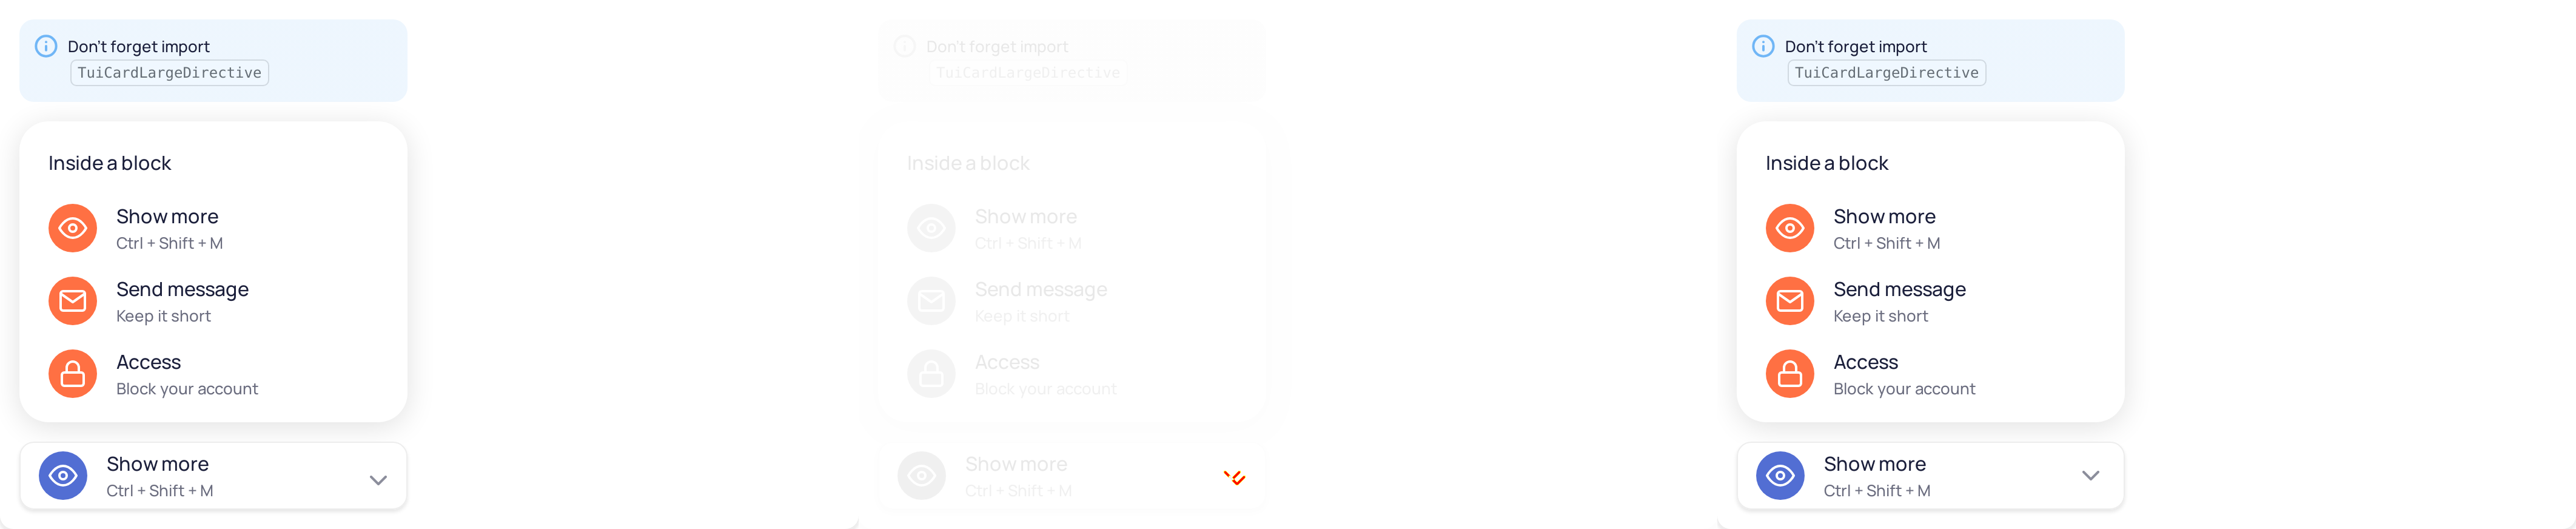 Don't forget import
TuiCardLargeDirective
Inside a block
Show more
Ctrl + Shift + M
Send message
Keep it short
Access
Block your account
Show more
Ctrl + Shift + M
Don't forget import
TuiCardLargeDirective
Inside a block
Show more
Ctrl + Shift + M
Send message
Keep it short
Access
Block your account
Show more
Ctrl + Shift + M
Don't forget import
TuiCardLargeDirective
Inside a block
Show more
Ctrl + Shift + M
Send message
Keep it short
Access
Block your account
Show more
Ctrl + Shift + M